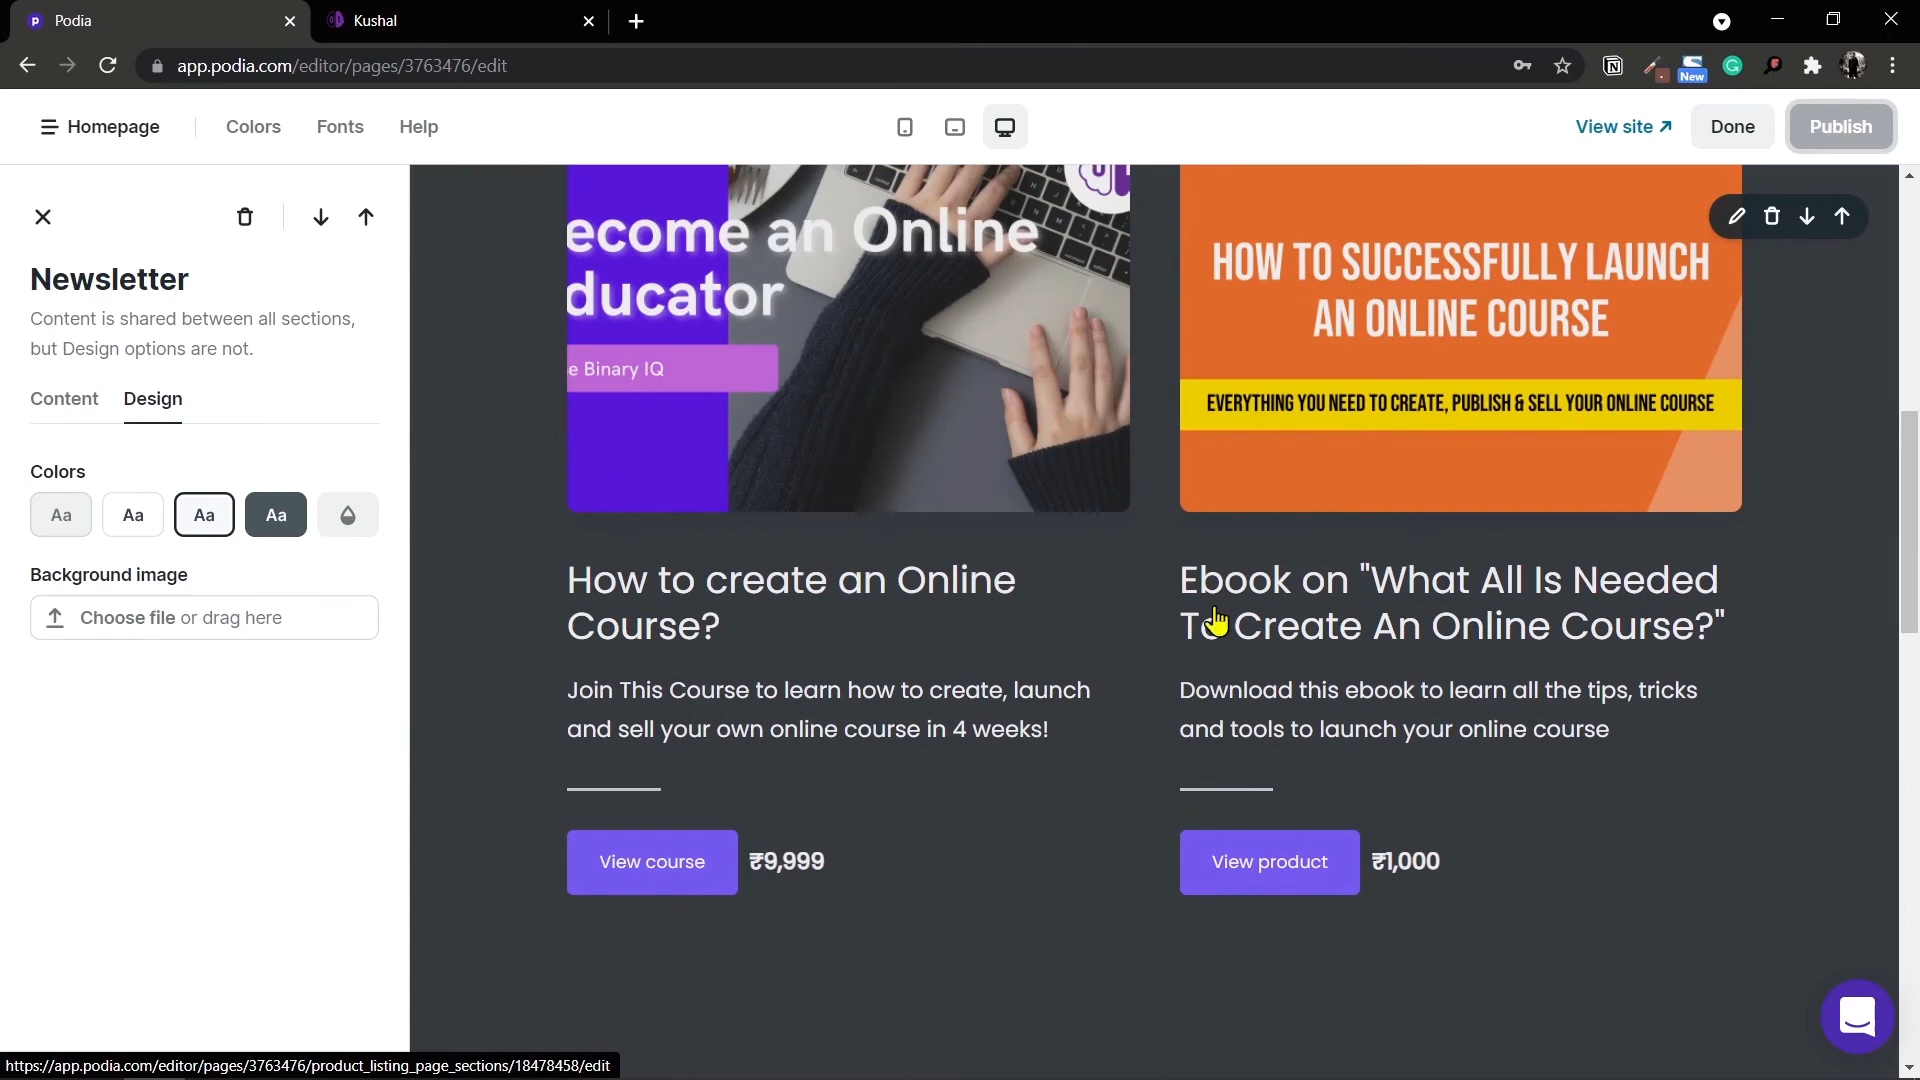 Podia
Kushal
app.podia.com/editor/pages/3763476/edit
New
Homepage
Colors
Fonts
Help
View site
Done
Publish
Newsletter
Content is shared between all sections,
but Design options are not.
Content
Design
Colors
Aa
Aa
Aa
Aa
Background image
Choose file or drag here
ecome an Online
ducator
e Binary IQ
HOW TO SUCCESSFULLY LAUNCH
AN ONLINE COURSE
EVERYTHING YOU NEED TO CREATE, PUBLISH & SELL YOUR ONLINE COURSE
How to create an Online
Course?
Join This Course to learn how to create, launch
and sell your own online course in 4 weeks!
View course
₹9,999
Ebook on "What All Is Needed
To Create An Online Course?"
Download this ebook to learn all the tips, tricks
and tools to launch your online course
View product
₹1,000
https://app.podia.com/editor/pages/3763476/product_listing_page_sections/18478458/edit